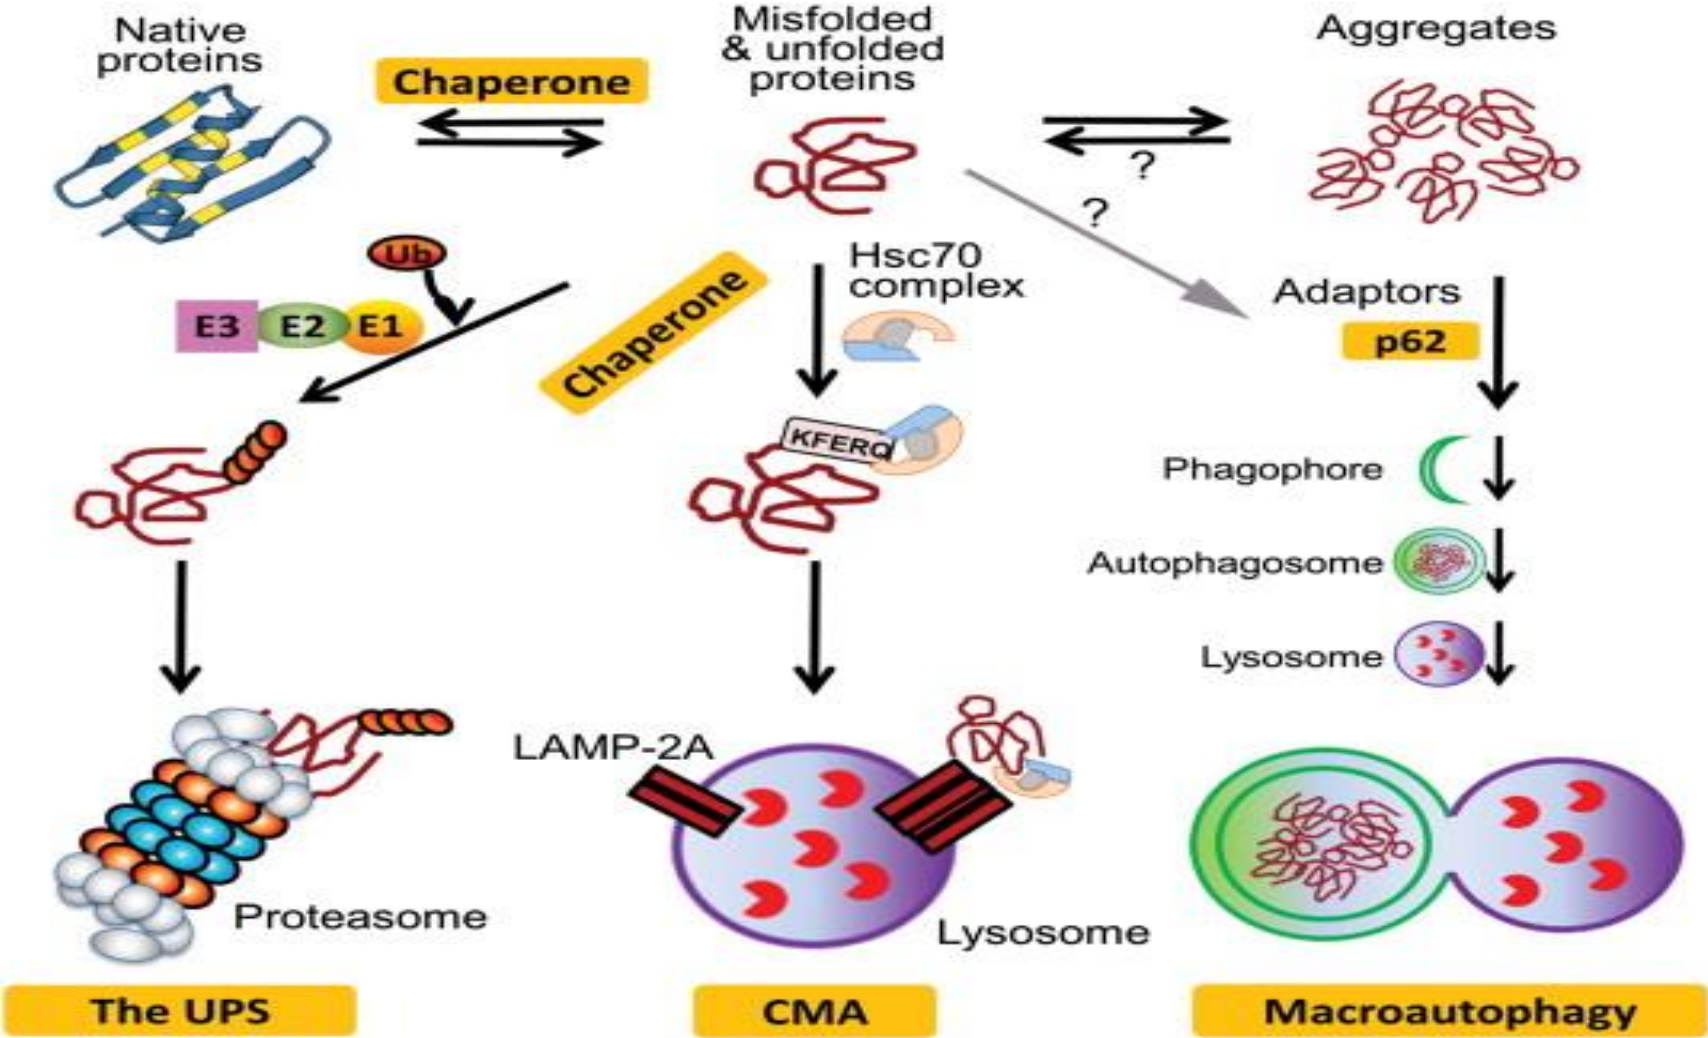 Native
proteins
Chaperone
Misfolded
& unfolded
proteins
Aggregates
?
?
Ub
E3
E2
E1
Chaperone
Hsc70
complex
Adaptors
p62
KFERQ
Phagophore
Autophagosome
Lysosome
LAMP-2A
Proteasome
Lysosome
The UPS
CMA
Macroautophagy